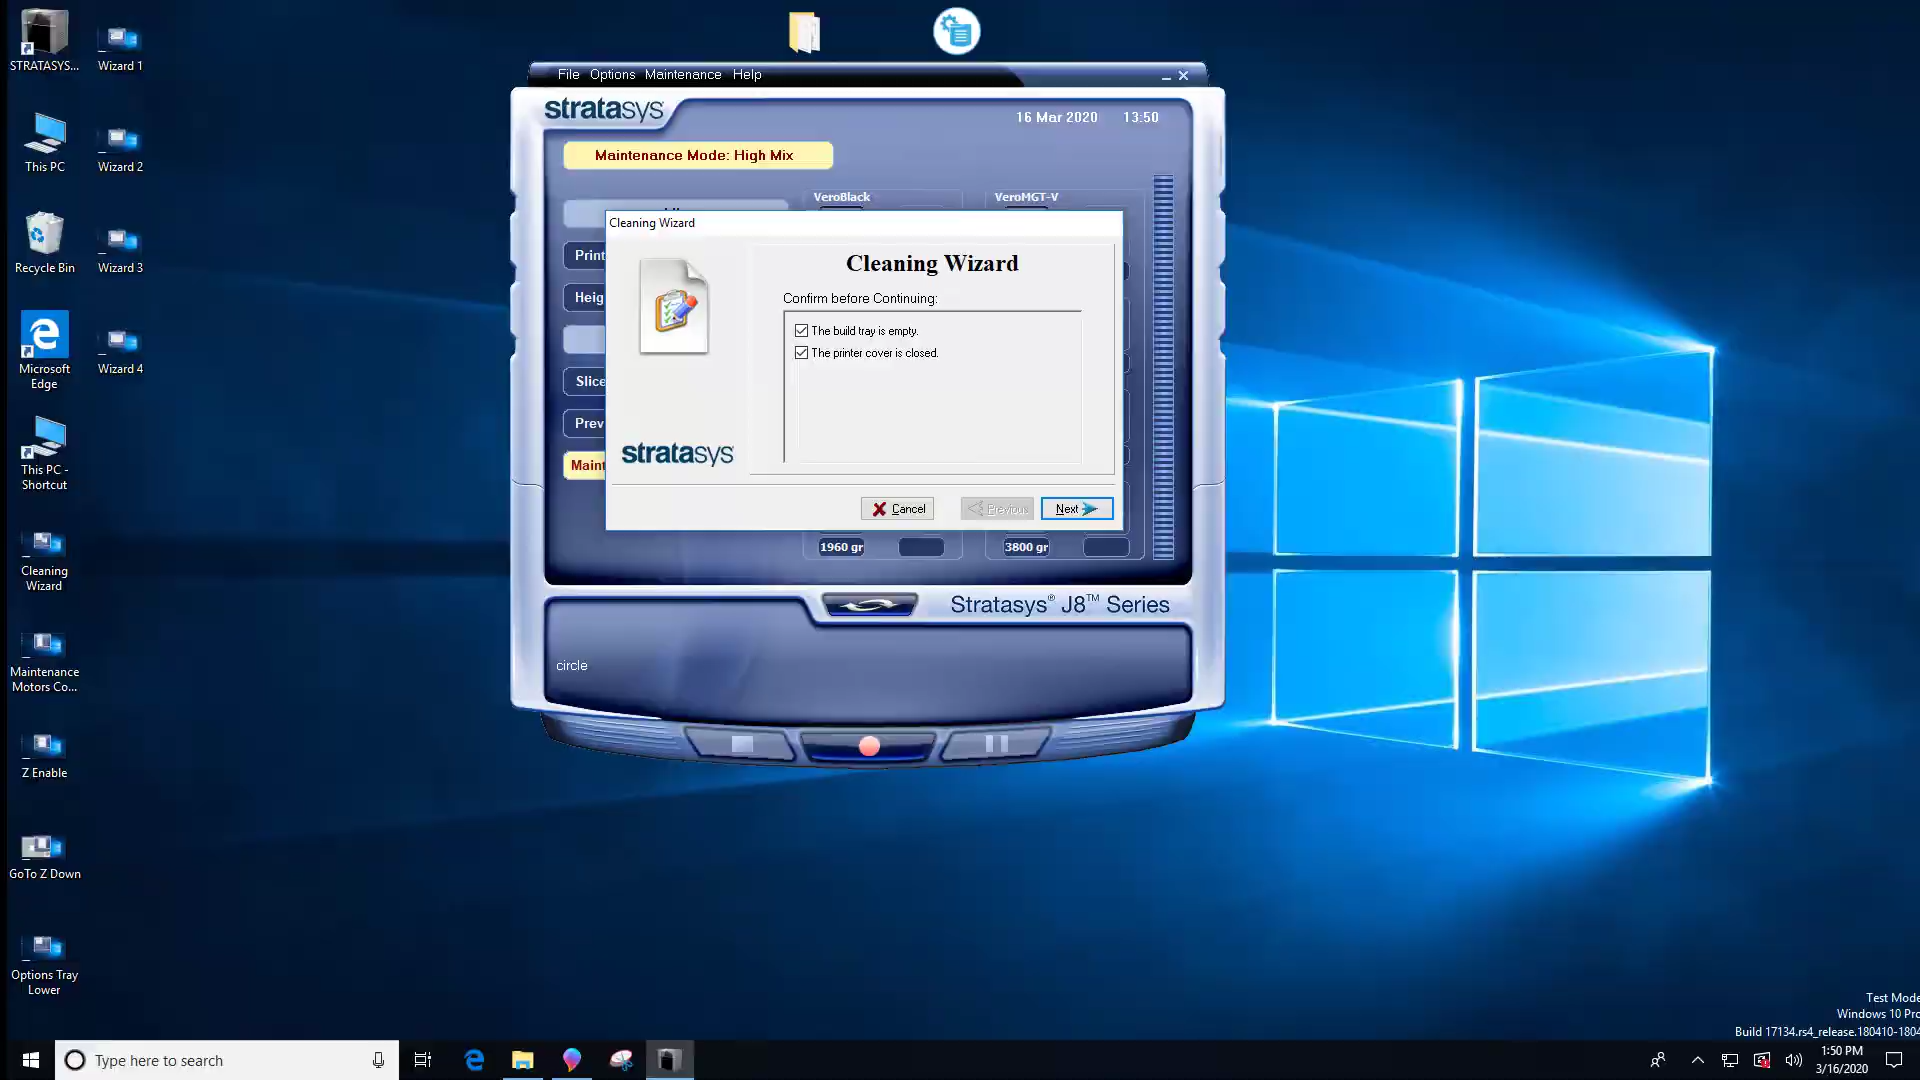 STRATASYS...
Wizard 1
This PC
Wizard 2
Recycle Bin
Wizard 3
Microsoft
Edge
Wizard 4
This PC -
Shortcut
Cleaning
Wizard
Maintenance
Motors Co...
Z Enable
GoTo Z Down
Options Tray
Lower
File Options Maintenance Help
stratasys
16 Mar 2020 13:50
Maintenance Mode: High Mix
VeroBlack
VeroMGT-V
Print
Heig
Slice
Prev
Maint
Cleaning Wizard
Cleaning Wizard
Confirm before Continuing:
The build tray is empty.
The printer cover is closed.
stratasys
Cancel
Previous
Next
1960 gr
3800 gr
Stratasys® J8™ Series
circle
Test Mode
Windows 10 Pro
Build 17134.rs4_release.180410-1804
Type here to search
1:50 PM
3/16/2020